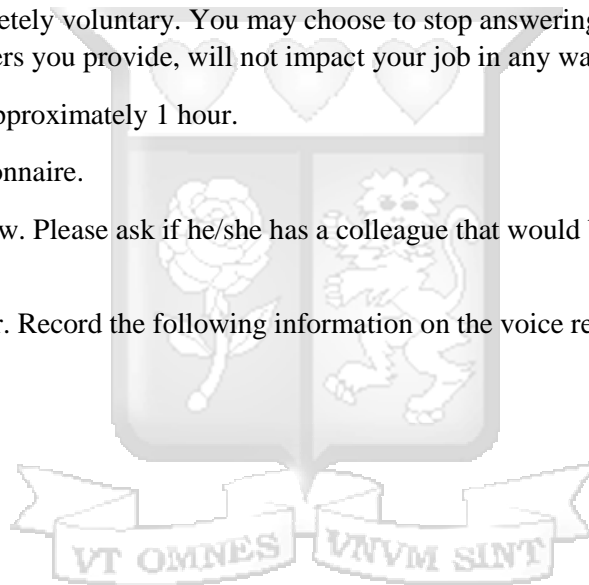 etely voluntary. You may choose to stop answering
ers you provide, will not impact your job in any wa
pproximately 1 hour.
onnaire.
w. Please ask if he/she has a colleague that would
r. Record the following information on the voice re
VT OMNES VNVM SINT